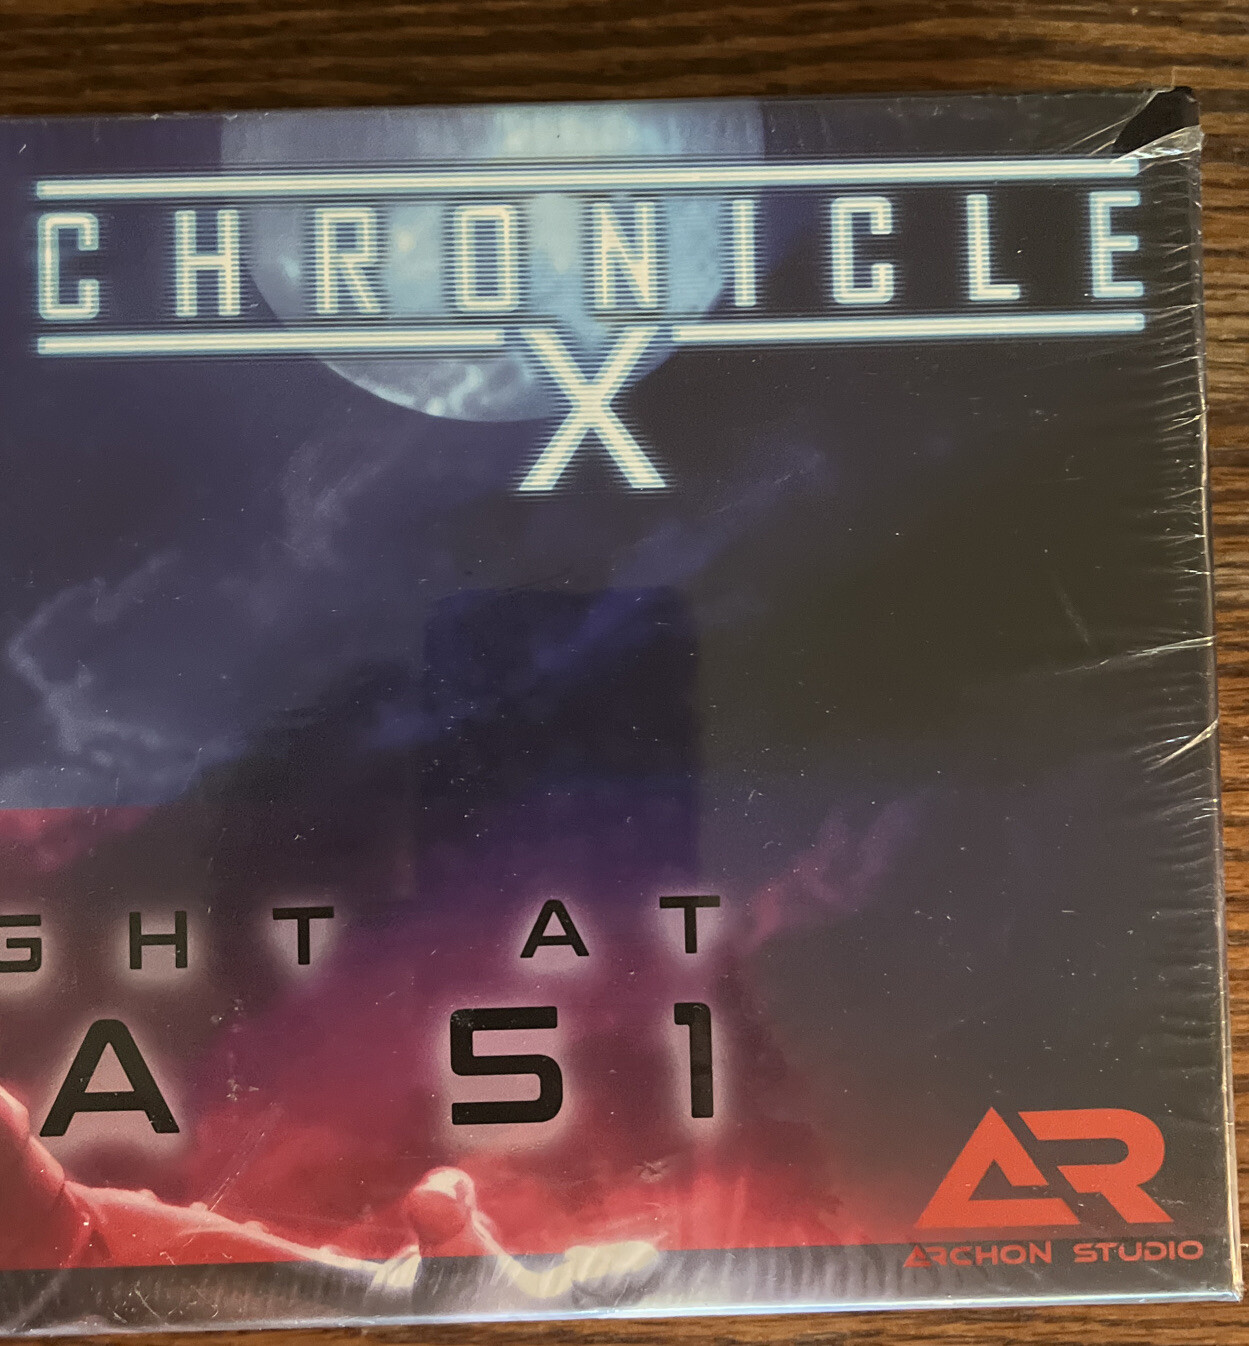 CHRONICLE
X
GHT AT
A 51
AR
ARCHON STUDIO